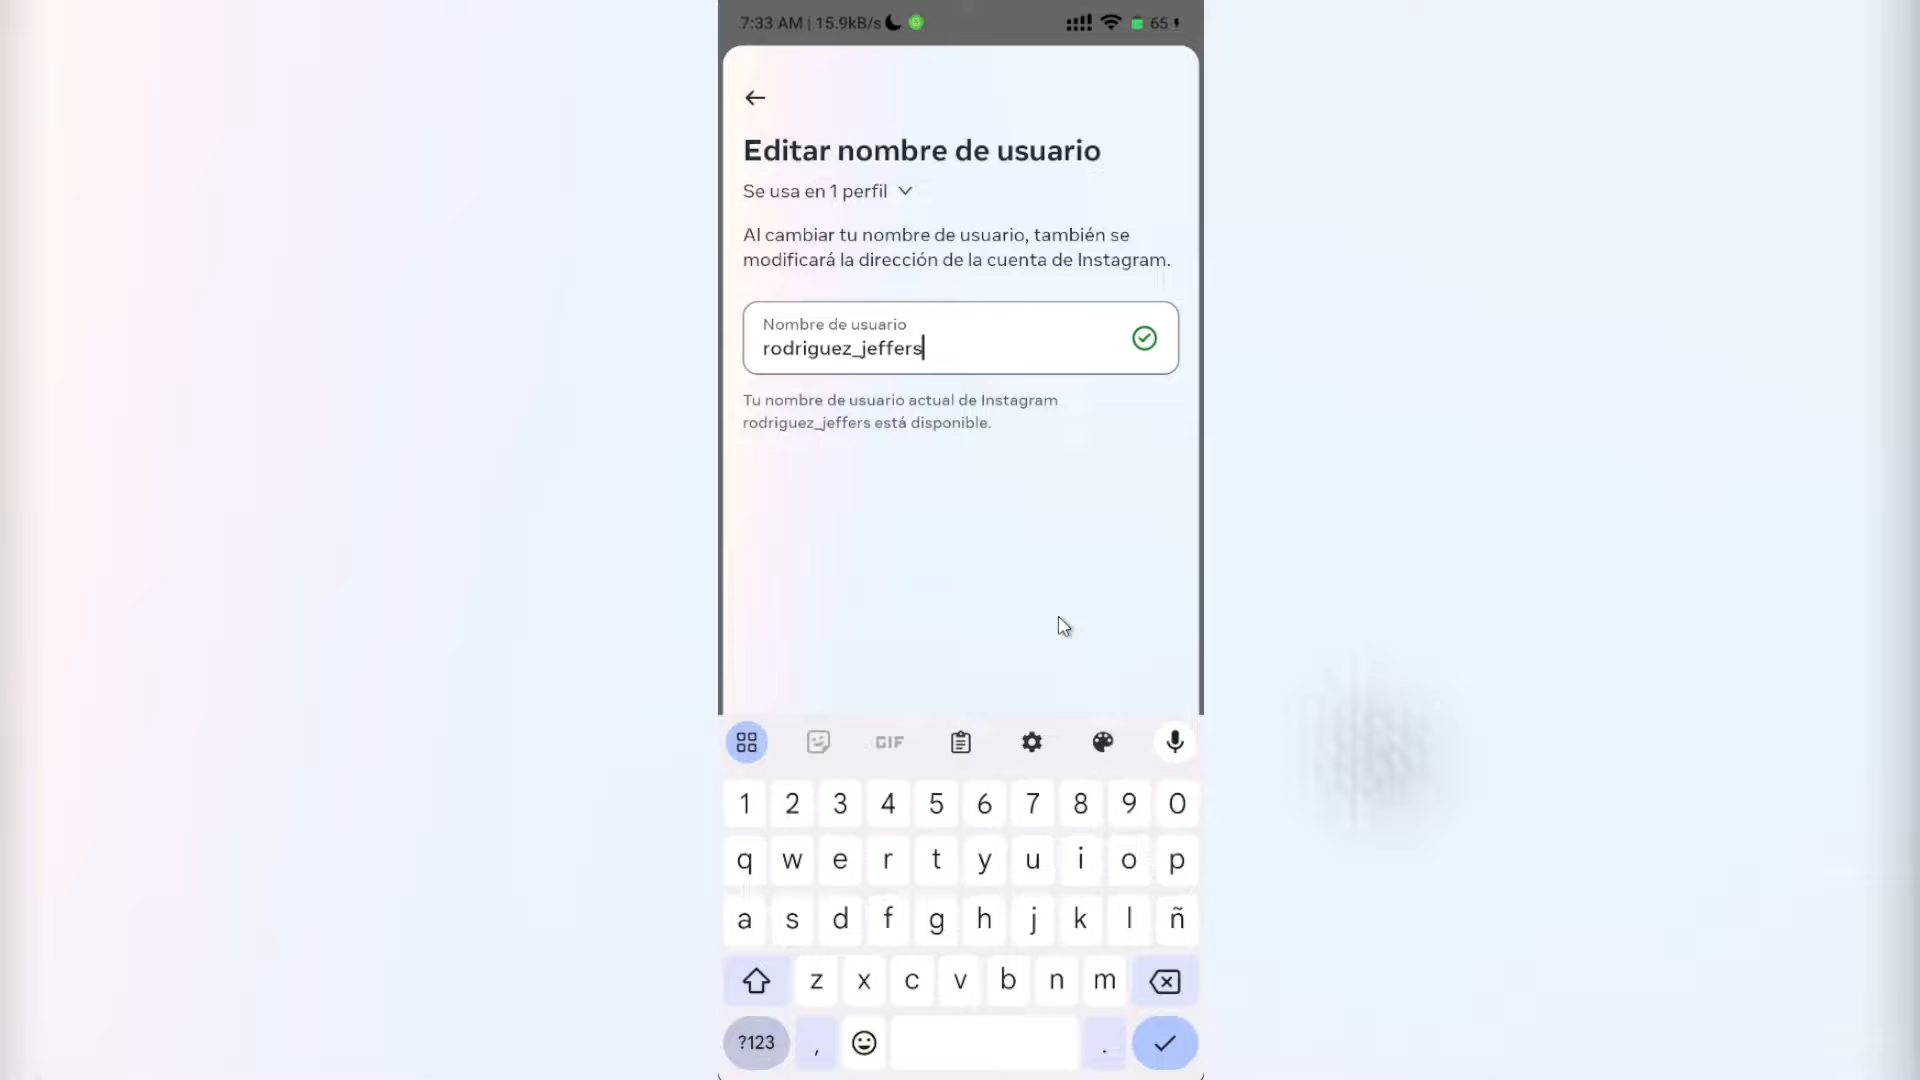 7:33 AM | 15.9kB/s
65
Editar nombre de usuario
Se usa en 1 perfil
Al cambiar tu nombre de usuario, también se
modificará la dirección de la cuenta de Instagram.
Nombre de usuario
rodriguez_jeffers
Tu nombre de usuario actual de Instagram
rodriguez_jeffers está disponible.
GIF
1 2 3 4 5 6 7 8 9 0
q w e r t y u i o p
a s d f g h j k l ñ
z x c v b n m
?123 , .